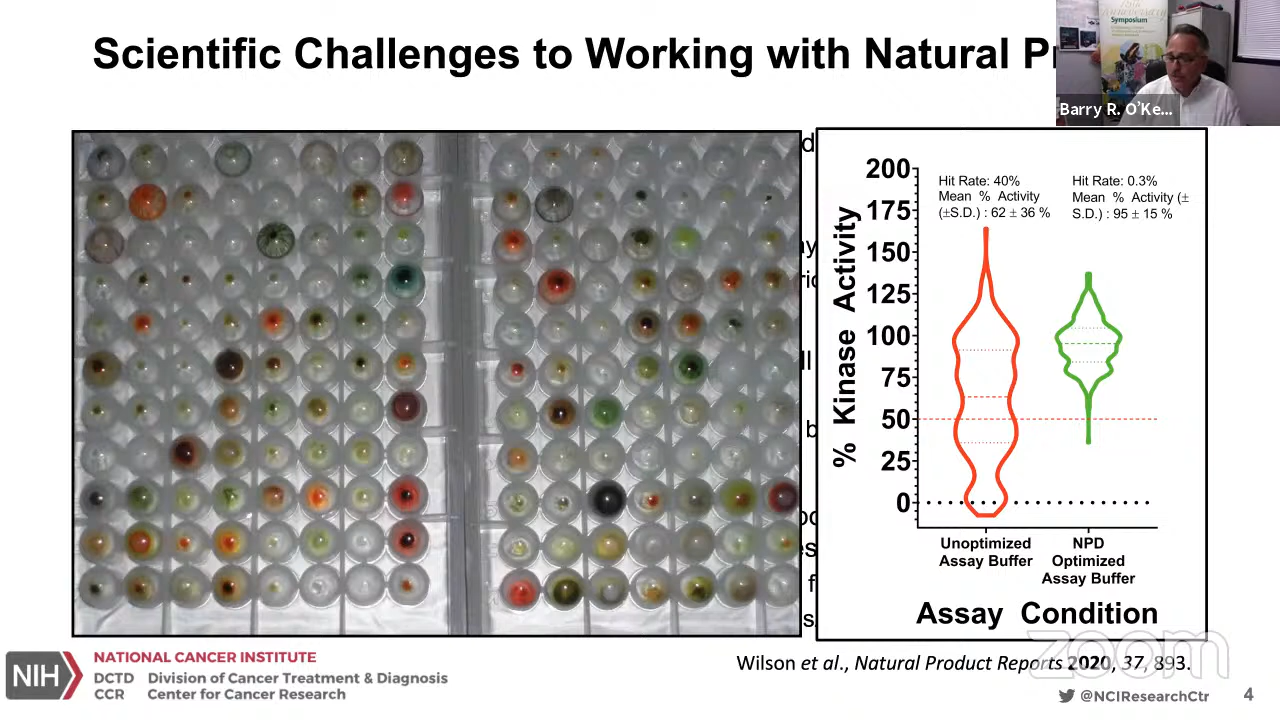 Scientific Challenges to Working with Natural
Symposium
Barry R. O'Ke...
200
175
150
125
100
75
50
25
0
% Kinase Activity
Hit Rate: 40%
Mean % Activity
(±S.D.) : 62 ± 36 %
Hit Rate: 0.3%
Mean % Activity (±
S.D.) : 95 ± 15 %
Unoptimized
Assay Buffer
NPD
Optimized
Assay Buffer
Assay Condition
zoom
Wilson et al., Natural Product Reports 2020, 37, 893.
NIH
NATIONAL CANCER INSTITUTE
DCTD Division of Cancer Treatment & Diagnosis
CCR Center for Cancer Research
@NCIResearchCtr 4